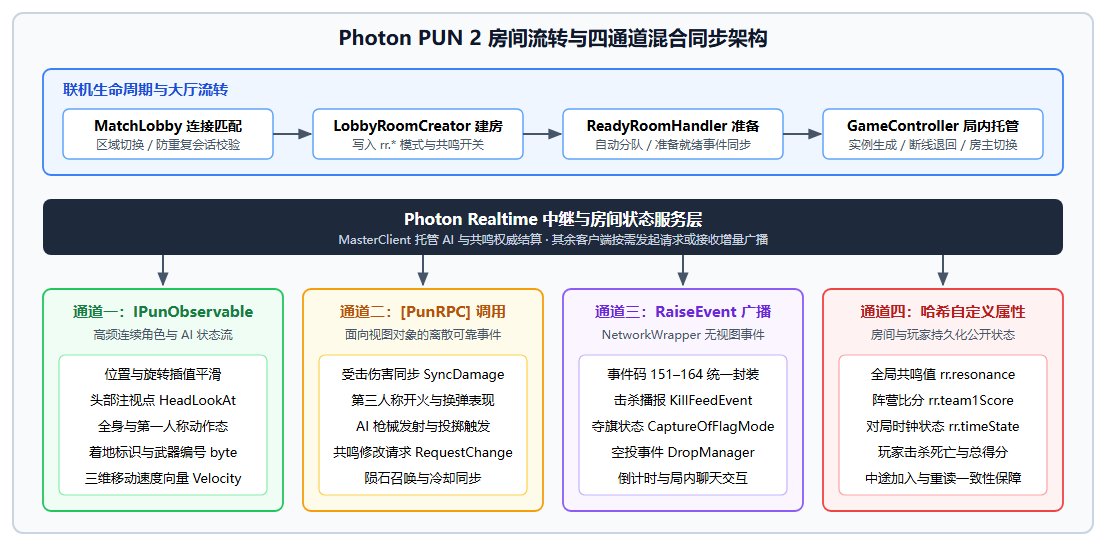 Photon PUN 2 房间流转与四通道混合同步架构
联机生命周期与大厅流转
MatchLobby 连接匹配
区域切换 / 防重复会话校验
LobbyRoomCreator 建房
写入 rr.* 模式与共鸣开关
ReadyRoomHandler 准备
自动分队 / 准备就绪事件同步
GameController 局内托管
实例生成 / 断线退回 / 房主切换
Photon Realtime 中继与房间状态服务层
MasterClient 托管 AI 与共鸣权威结算 · 其余客户端按需发起请求或接收增量广播
通道一：IPunObservable
高频连续角色与 AI 状态流
位置与旋转插值平滑
头部注视点 HeadLookAt
全身与第一人称动作态
着地标识与武器编号 byte
三维移动速度向量 Velocity
通道二：[PunRPC] 调用
面向视图对象的离散可靠事件
受击伤害同步 SyncDamage
第三人称开火与换弹表现
AI 枪械发射与投掷触发
共鸣修改请求 RequestChange
陨石召唤与冷却同步
通道三：RaiseEvent 广播
NetworkWrapper 无视图事件
事件码 151–164 统一封装
击杀播报 KillFeedEvent
夺旗状态 CaptureOfFlagMode
空投事件 DropManager
倒计时与局内聊天交互
通道四：哈希自定义属性
房间与玩家持久化公开状态
全局共鸣值 rr.resonance
阵营比分 rr.team1Score
对局时钟状态 rr.timeState
玩家击杀死亡与总得分
中途加入与重读一致性保障